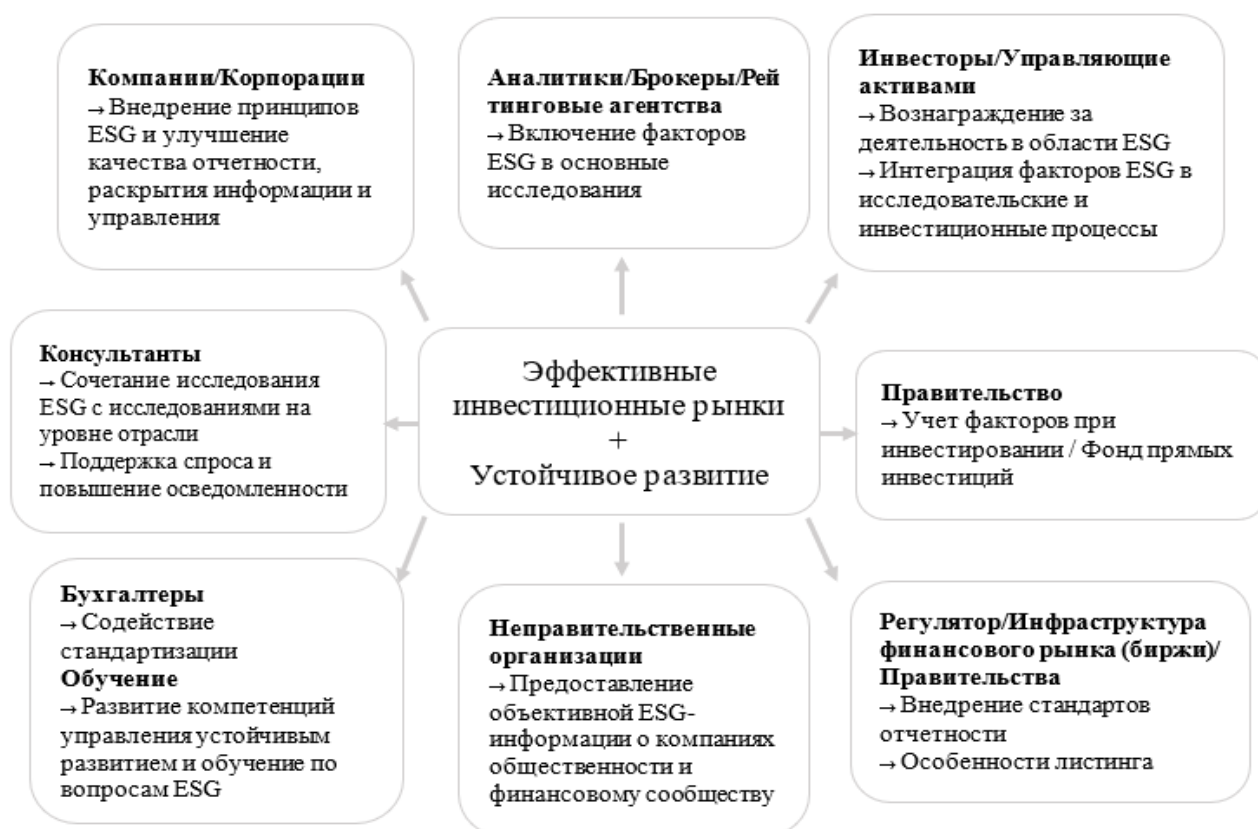 Компании/Корпорации
→ Внедрение принципов
ESG и улучшение
качества отчетности,
раскрытия информации и
управления
Аналитики/Брокеры/Рей
тинговые агентства
→ Включение факторов
ESG в основные
исследования
Инвесторы/Управляющие
активами
→ Вознаграждение за
деятельность в области ESG
→ Интеграция факторов ESG в
исследовательские и
инвестиционные процессы
Консультанты
→ Сочетание исследования
ESG с исследованиями на
уровне отрасли
→ Поддержка спроса и
повышение осведомленности
Эффективные
инвестиционные рынки
+
Устойчивое развитие
Правительство
→ Учет факторов при
инвестировании / Фонд прямых
инвестиций
Бухгалтеры
→ Содействие
стандартизации
Обучение
→ Развитие компетенций
управления устойчивым
развитием и обучение по
вопросам ESG
Неправительственные
организации
→ Предоставление
объективной ESG-
информации о компаниях
общественности и
финансовому сообществу
Регулятор/Инфраструктура
финансового рынка (биржи)/
Правительства
→ Внедрение стандартов
отчетности
→ Особенности листинга